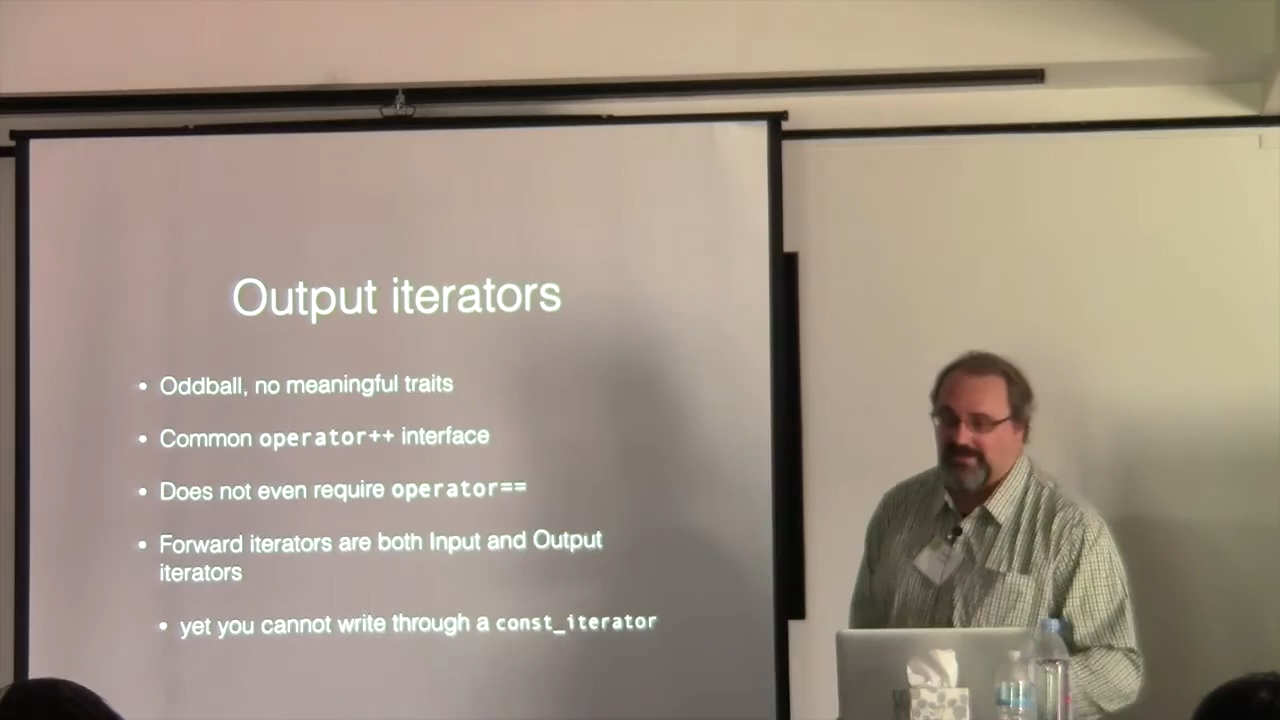 Output iterators
• Oddball, no meaningful traits
• Common operator++ interface
• Does not even require operator==
• Forward iterators are both Input and Output
iterators
• yet you cannot write through a const_iterator